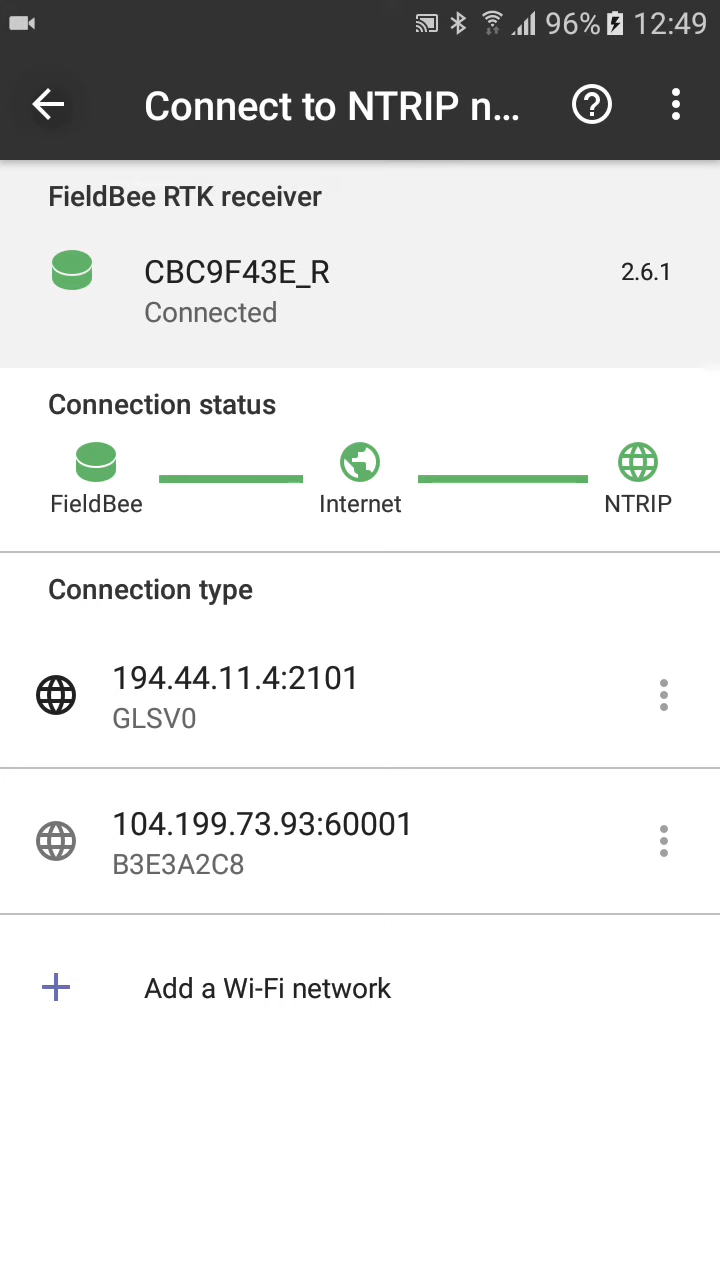 96% 12:49
Connect to NTRIP n...
FieldBee RTK receiver
CBC9F43E_R
2.6.1
Connected
Connection status
FieldBee Internet NTRIP
Connection type
194.44.11.4:2101
GLSV0
104.199.73.93:60001
B3E3A2C8
Add a Wi-Fi network